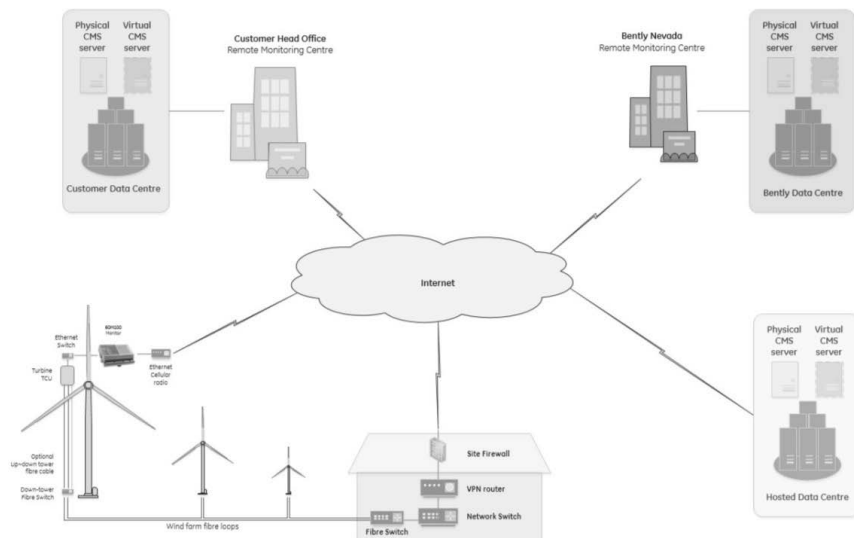 Physical
CMS
server
Virtual
CMS
server
Customer Data Centre
Customer Head Office
Remote Monitoring Centre
Bently Nevada
Remote Monitoring Centre
Physical
CMS
server
Virtual
CMS
server
Bently Data Centre
Internet
Ethernet
Switch
Monitor
Ethernet
Cellular
radio
Turbine
TCU
Optional
up-down tower
fibre cable
Down-tower
Fibre Switch
Wind farm fibre loops
Site Firewall
VPN router
Network Switch
Fibre Switch
Physical
CMS
server
Virtual
CMS
server
Hosted Data Centre